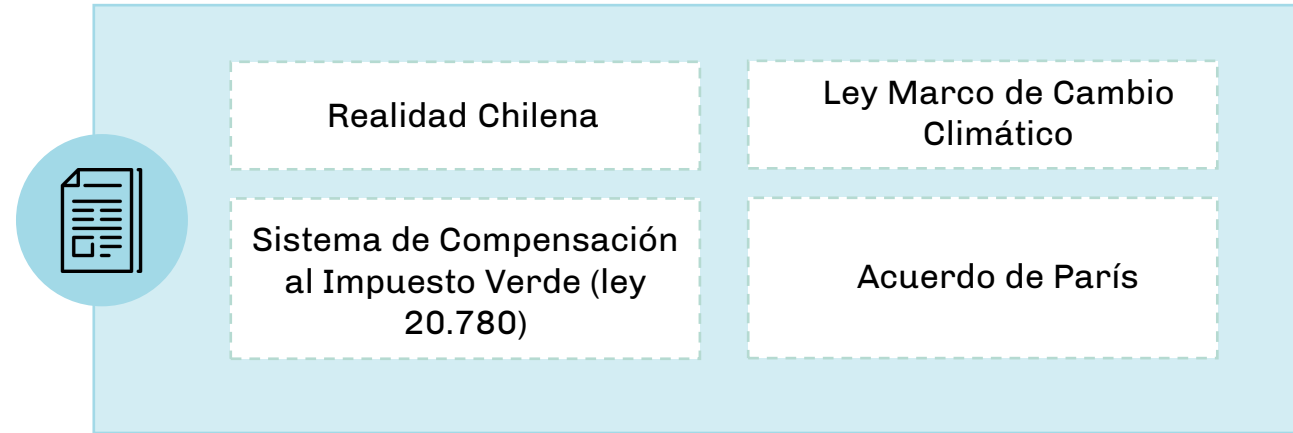 Realidad Chilena
Ley Marco de Cambio
Climático
Sistema de Compensación
al Impuesto Verde (ley
20.780)
Acuerdo de París